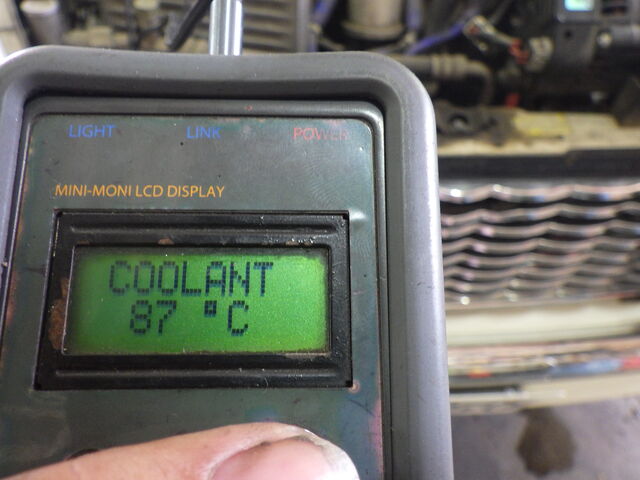 LIGHT LINK POWER
MINI-MONI LCD DISPLAY
COOLANT
87 °C